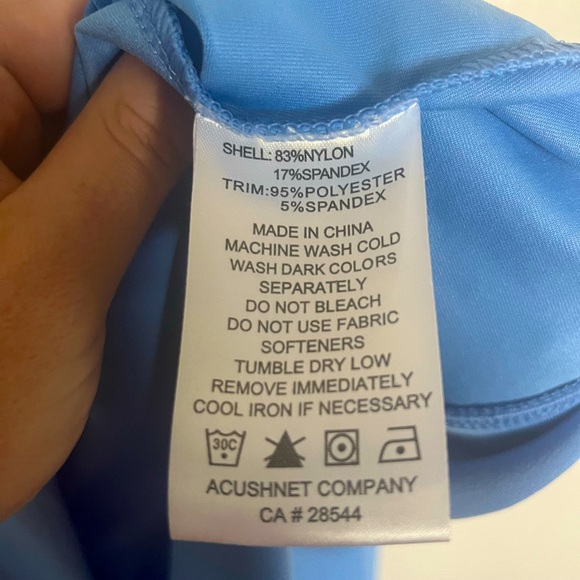 SHELL: 83%NYLON
17%SPANDEX
TRIM:95%POLYESTER
5%SPANDEX
MADE IN CHINA
MACHINE WASH COLD
WASH DARK COLORS
SEPARATELY
DO NOT BLEACH
DO NOT USE FABRIC
SOFTENERS
TUMBLE DRY LOW
REMOVE IMMEDIATELY
COOL IRON IF NECESSARY
30C
ACUSHNET COMPANY
CA # 28544